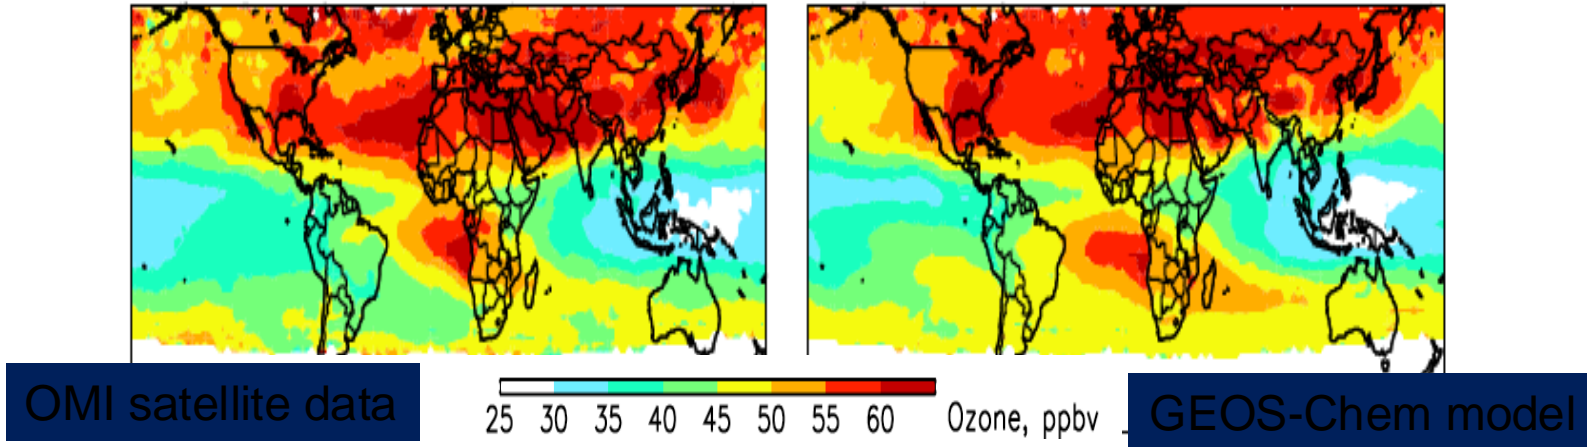 OMI satellite data
25 30 35 40 45 50 55 60 Ozone, ppbv
GEOS-Chem model